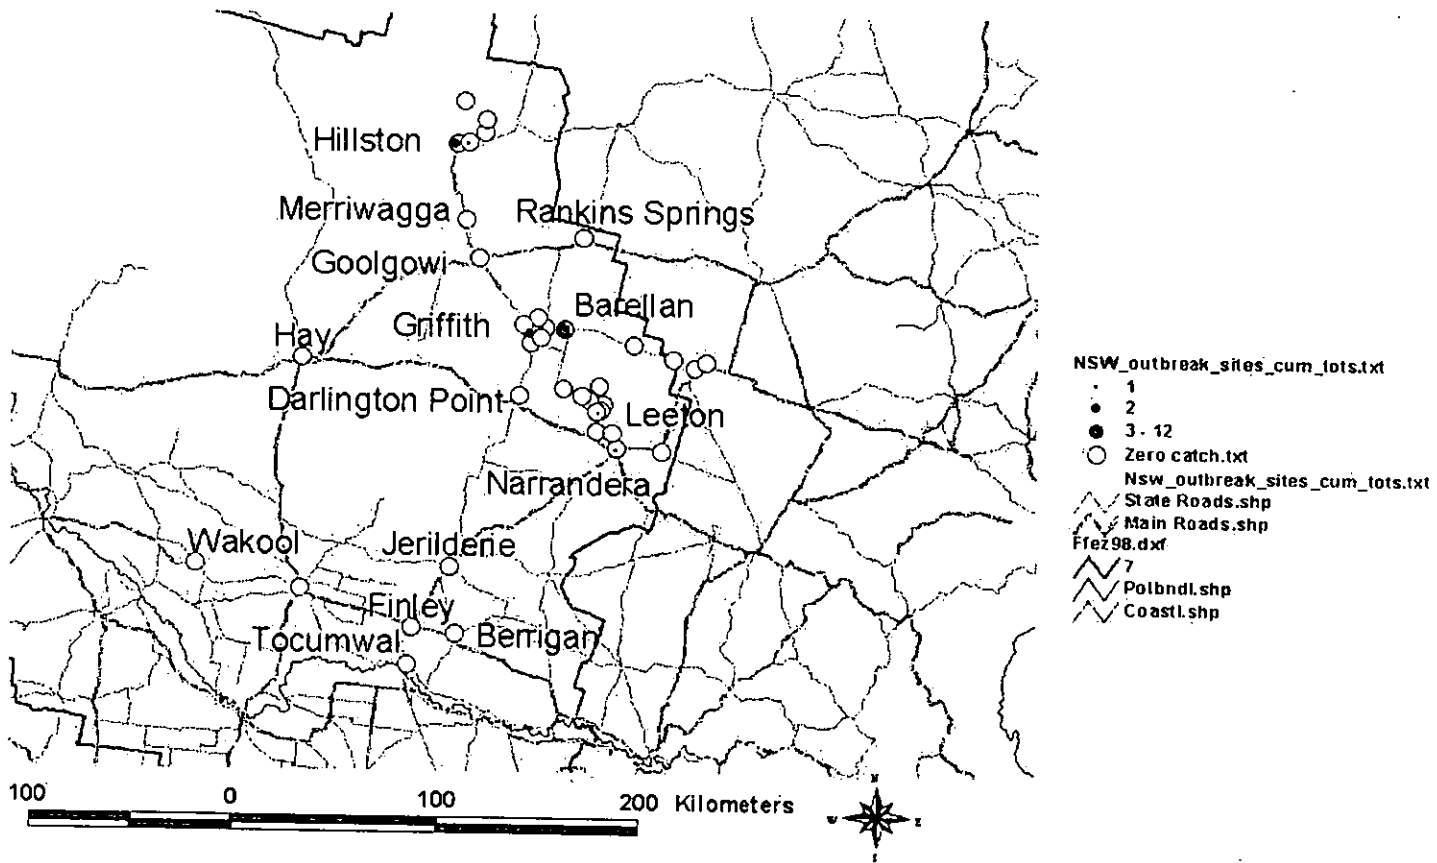 Hillston
Merriwagga
Rankins Springs
Goolgowi
Barellan
Griffith
Hay
Darlington Point
Leeton
Narrandera
Wakool
Jerilderie
Finley
Tocumwal
Berrigan
100 0 100 200 Kilometers
N
W E
S
NSW_outbreak_sites_cum_tots.txt
1
2
3 - 12
Zero catch.txt
Nsw_outbreak_sites_cum_tots.txt
State Roads.shp
Main Roads.shp
Ffez98.dxf
7
Polbndl.shp
Coastl.shp